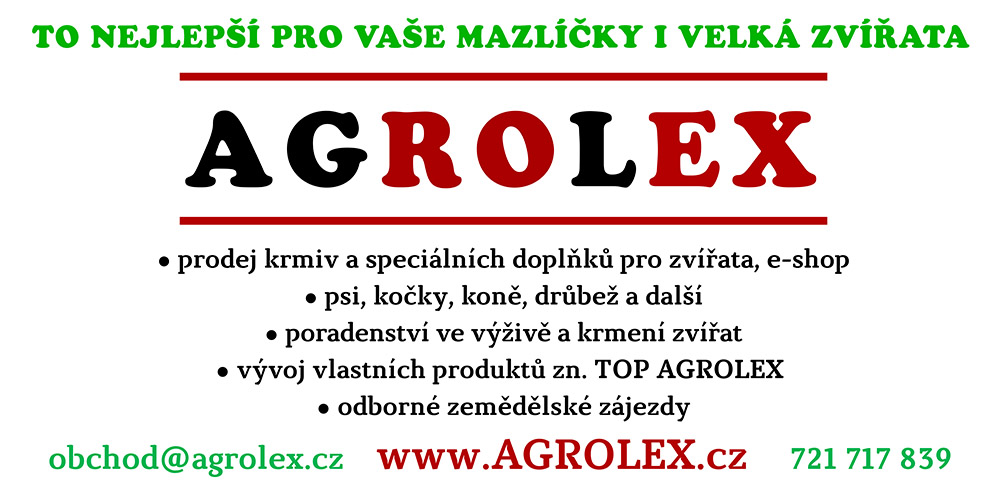 TO NEJLEPŠÍ PRO VAŠE MAZLÍČKY I VELKÁ ZVÍŘATA
AGROLEX
• prodej krmiv a speciálních doplňků pro zvířata, e-shop
• psi, kočky, koně, drůbež a další
• poradenství ve výživě a krmení zvířat
• vývoj vlastních produktů zn. TOP AGROLEX
• odborné zemědělské zájezdy
obchod@agrolex.cz www.AGROLEX.cz 721 717 839